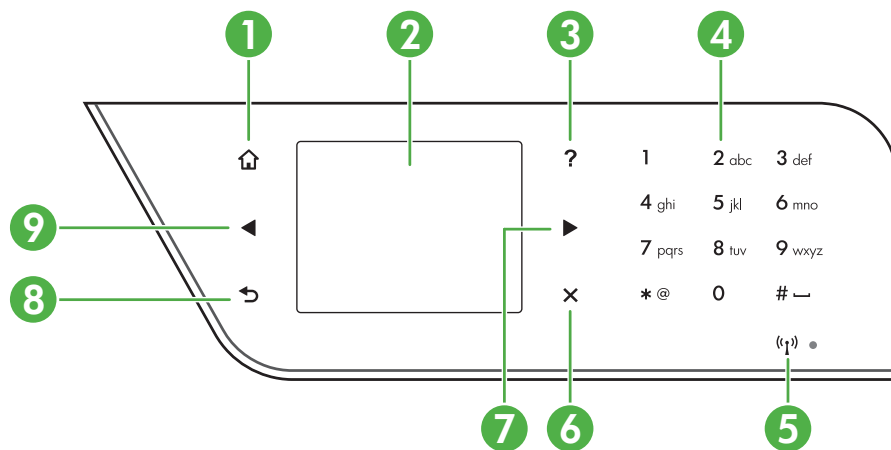 1 2 3 4
? 1 2 abc 3 def
4 ghi 5 jkl 6 mno
9
7 pqrs 8 tuv 9 wxyz
8
* @ 0 #
7 6 5